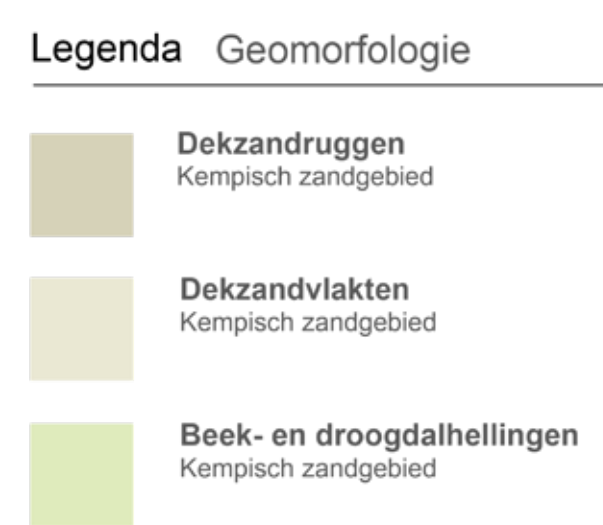 Legenda Geomorfologie
Dekzandruggen
Kempisch zandgebied
Dekzandvlakten
Kempisch zandgebied
Beek- en droogdalhellingen
Kempisch zandgebied